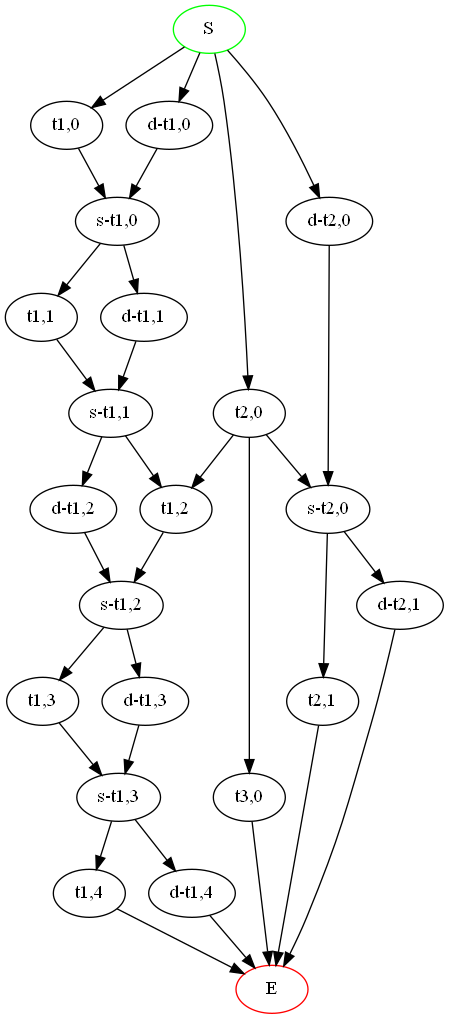 S
t1,0
d-t1,0
s-t1,0
d-t2,0
t1,1
d-t1,1
s-t1,1
t2,0
d-t1,2
t1,2
s-t2,0
s-t1,2
d-t2,1
t1,3
d-t1,3
t2,1
s-t1,3
t3,0
t1,4
d-t1,4
E